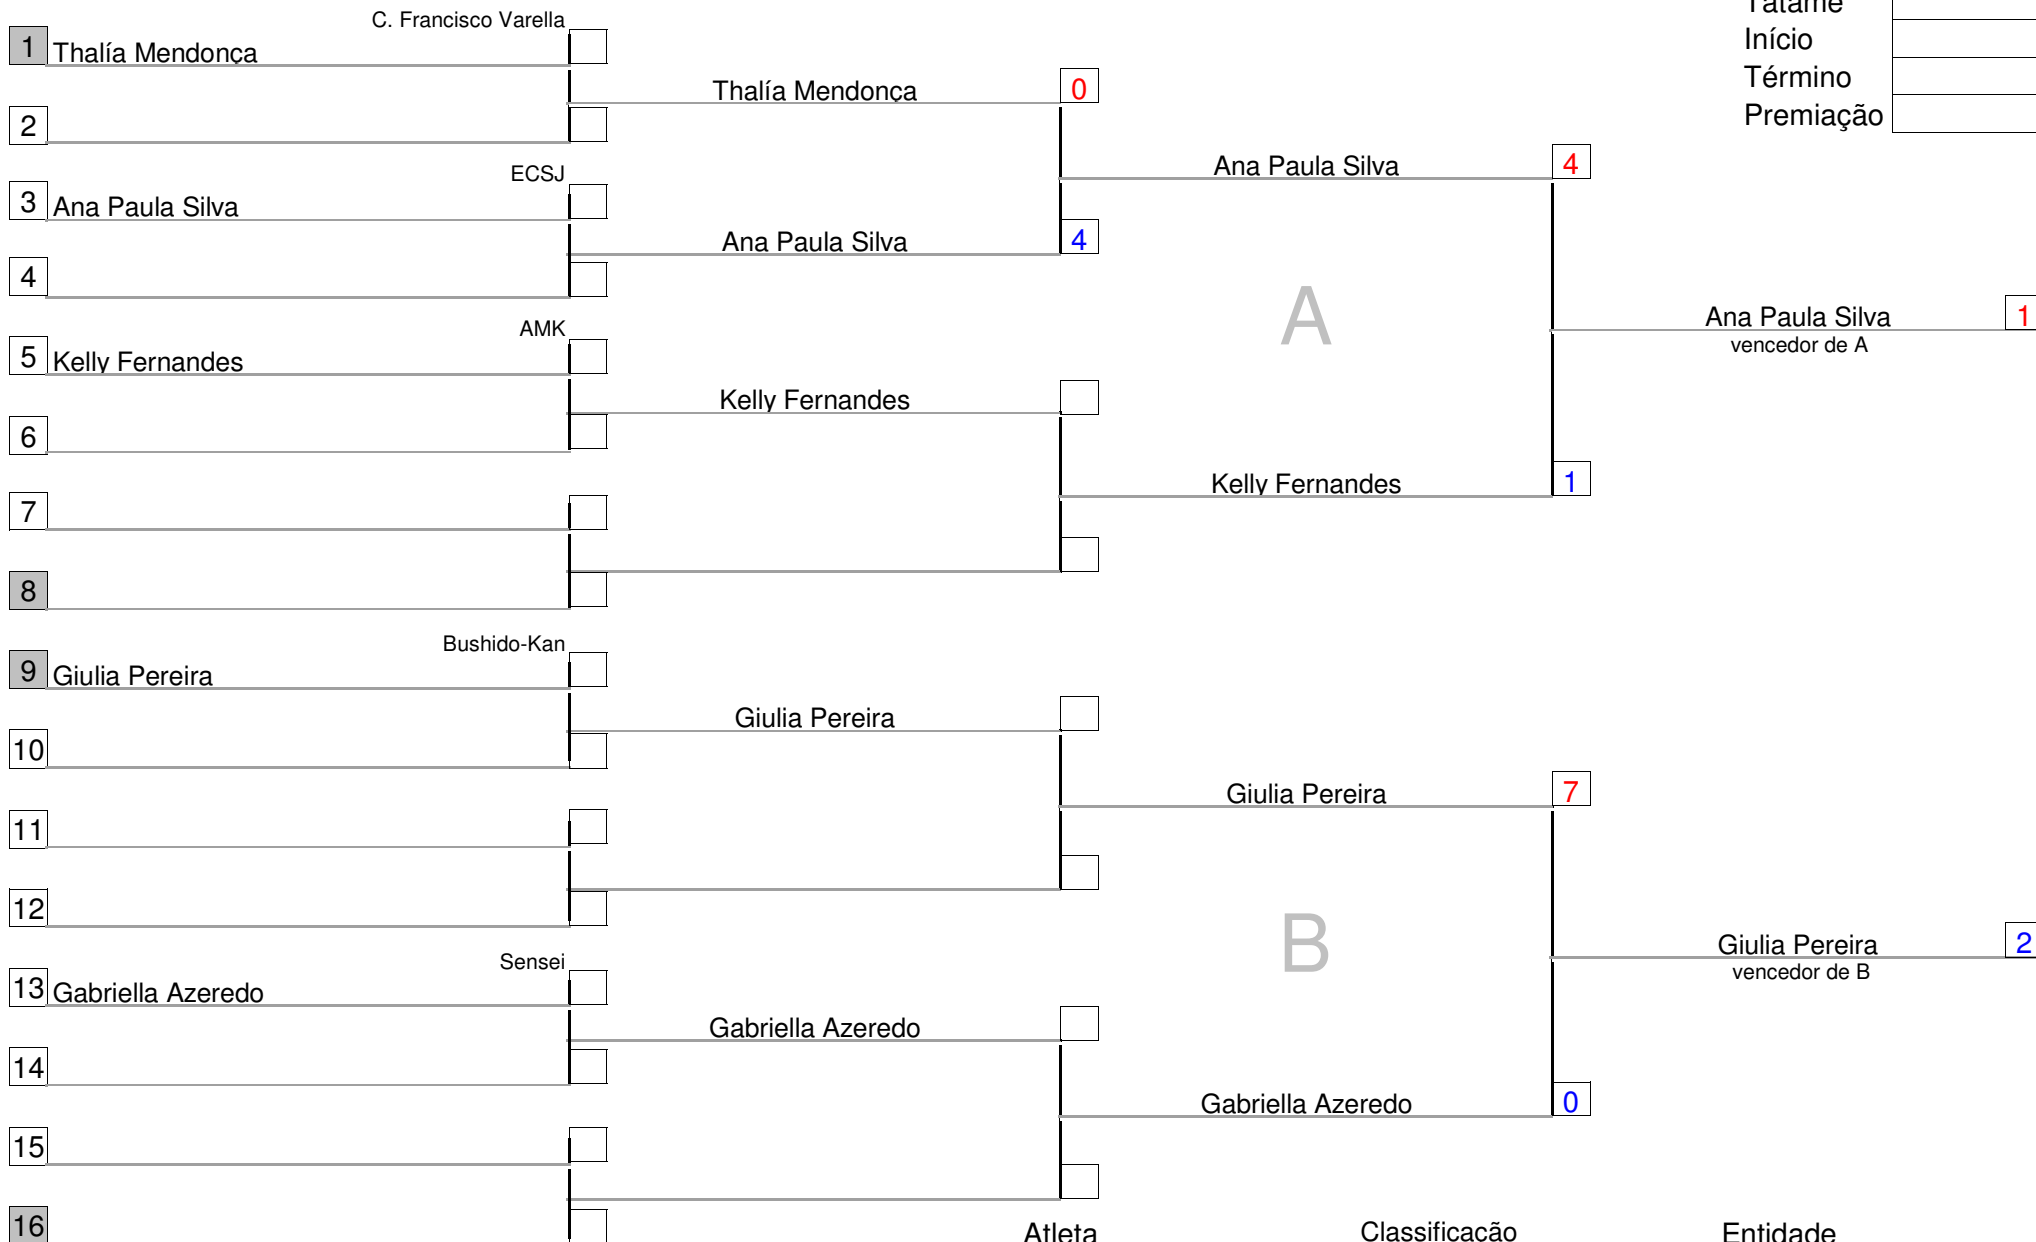 C. Francisco Varella
Tatame
1 Thalía Mendonça
Início
Thalía Mendonça 0
Término
2
Premiação
ECSJ
Ana Paula Silva 4
3 Ana Paula Silva
Ana Paula Silva 4
4
A
AMK
Ana Paula Silva 1
vencedor de A
5 Kelly Fernandes
Kelly Fernandes
6
Kelly Fernandes 1
7
8
Bushido-Kan
9 Giulia Pereira
Giulia Pereira
10
Giulia Pereira 7
11
12
B
Giulia Pereira 2
vencedor de B
Sensei
13 Gabriella Azeredo
Gabriella Azeredo
14
Gabriella Azeredo 0
15
16
Atleta Classificação Entidade